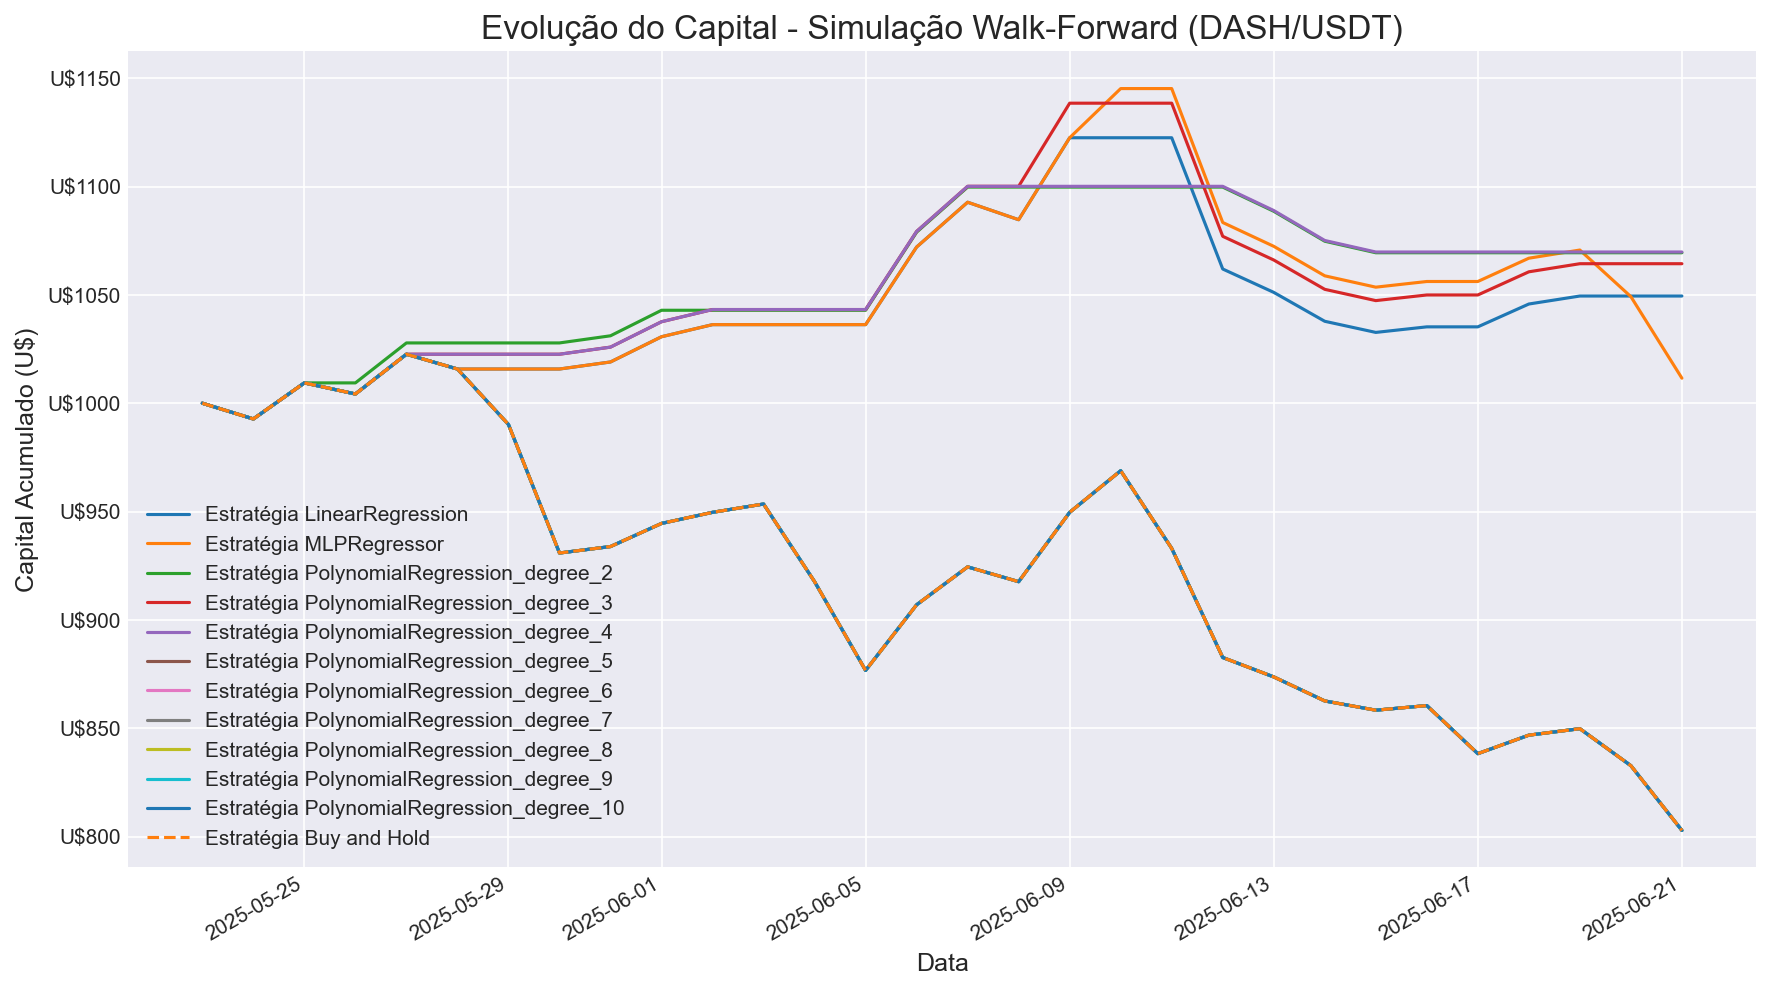 Evolução do Capital - Simulação Walk-Forward (DASH/USDT)
U$1150
U$1100
U$1050
U$1000
U$950
U$900
U$850
U$800
Capital Acumulado (U$)
Estratégia LinearRegression
Estratégia MLPRegressor
Estratégia PolynomialRegression_degree_2
Estratégia PolynomialRegression_degree_3
Estratégia PolynomialRegression_degree_4
Estratégia PolynomialRegression_degree_5
Estratégia PolynomialRegression_degree_6
Estratégia PolynomialRegression_degree_7
Estratégia PolynomialRegression_degree_8
Estratégia PolynomialRegression_degree_9
Estratégia PolynomialRegression_degree_10
Estratégia Buy and Hold
2025-05-25
2025-05-29
2025-06-01
2025-06-05
2025-06-09
2025-06-13
2025-06-17
2025-06-21
Data